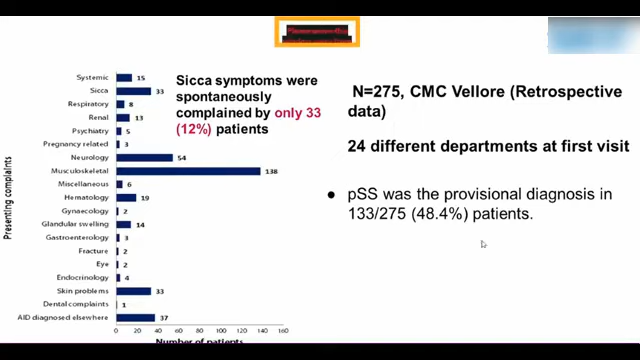 Systemic 15
Sicca 33
Respiratory 8
Renal 13
Psychiatry 5
Pregnancy related 3
Neurology 54
Musculoskeletal 138
Miscellaneous 6
Hematology 19
Gynaecology 2
Glandular swelling 14
Gastroenterology 3
Fracture 2
Eye 2
Endocrinology 4
Skin problems 33
Dental complaints 1
AID diagnosed elsewhere 37
0 20 40 60 80 100 120 140 160
Number of patients
Presenting complaints
Sicca symptoms were
spontaneously
complained by only 33
(12%) patients
N=275, CMC Vellore (Retrospective
data)
24 different departments at first visit
● pSS was the provisional diagnosis in
133/275 (48.4%) patients.